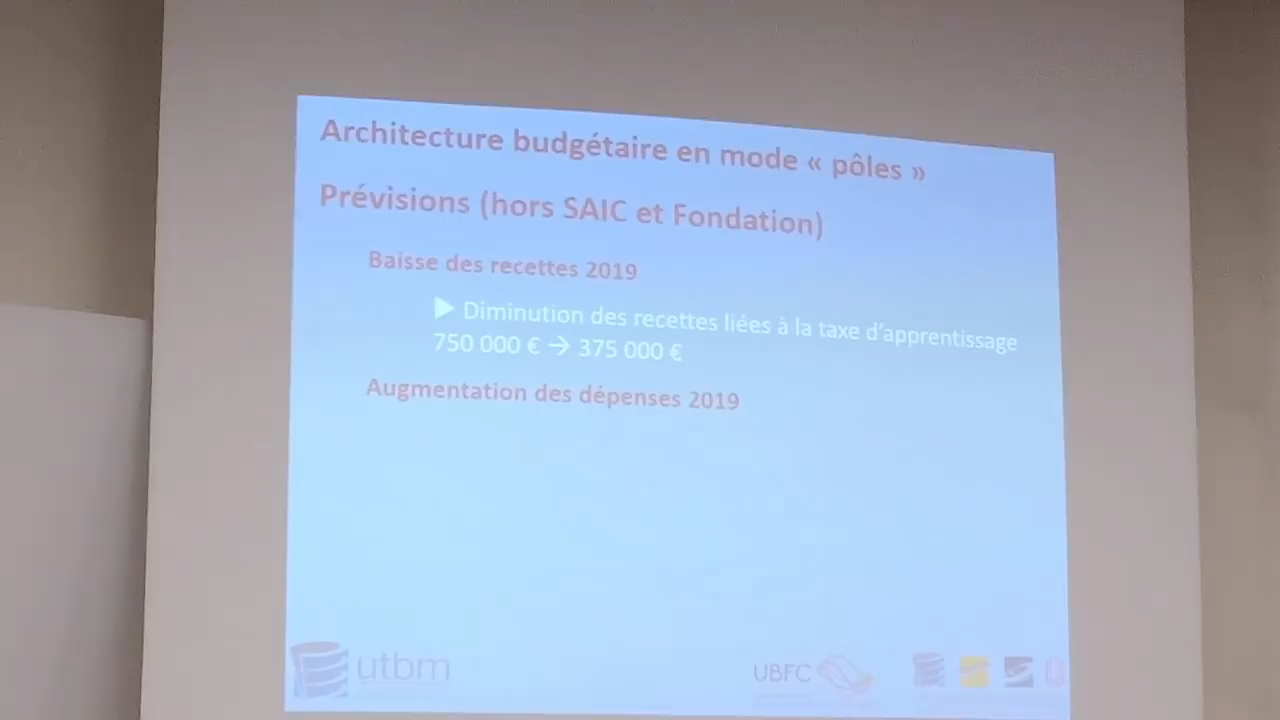 Architecture budgétaire en mode « pôles »
Prévisions (hors SAIC et Fondation)
Baisse des recettes 2019
► Diminution des recettes liées à la taxe d'apprentissage
750 000 € → 375 000 €
Augmentation des dépenses 2019
utbm
UBFC